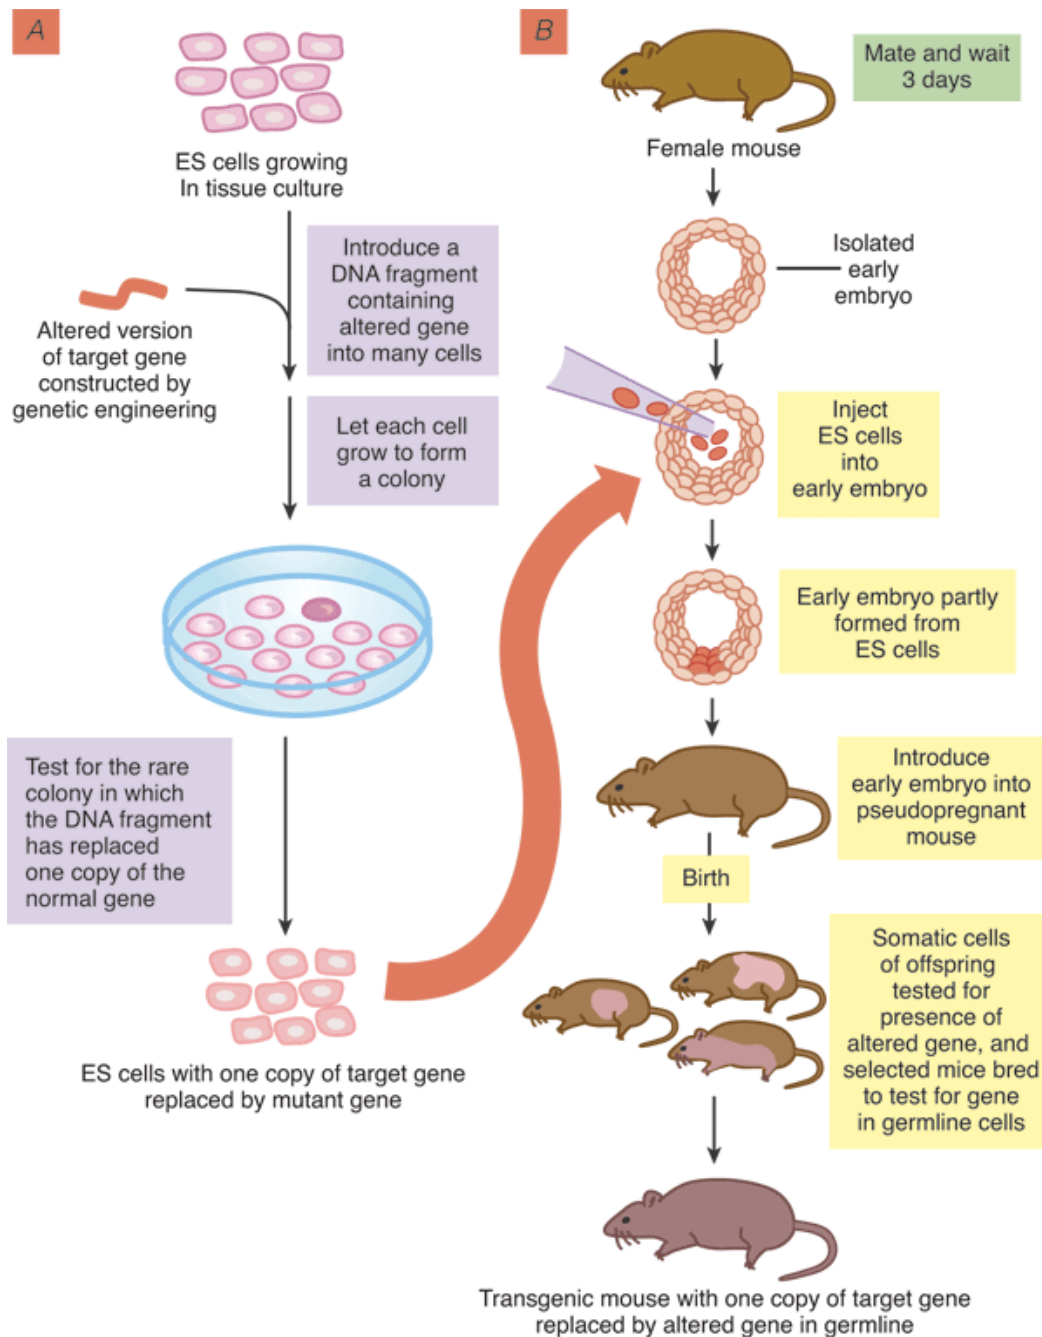 A
ES cells growing
In tissue culture
Introduce a
DNA fragment
containing
altered gene
into many cells
Altered version
of target gene
constructed by
genetic engineering
Let each cell
grow to form
a colony
Test for the rare
colony in which
the DNA fragment
has replaced
one copy of the
normal gene
ES cells with one copy of target gene
replaced by mutant gene
B
Mate and wait
3 days
Female mouse
Isolated
early
embryo
Inject
ES cells
into
early embryo
Early embryo partly
formed from
ES cells
Introduce
early embryo into
pseudopregnant
mouse
Birth
Somatic cells
of offspring
tested for
presence of
altered gene, and
selected mice bred
to test for gene
in germline cells
Transgenic mouse with one copy of target gene
replaced by altered gene in germline